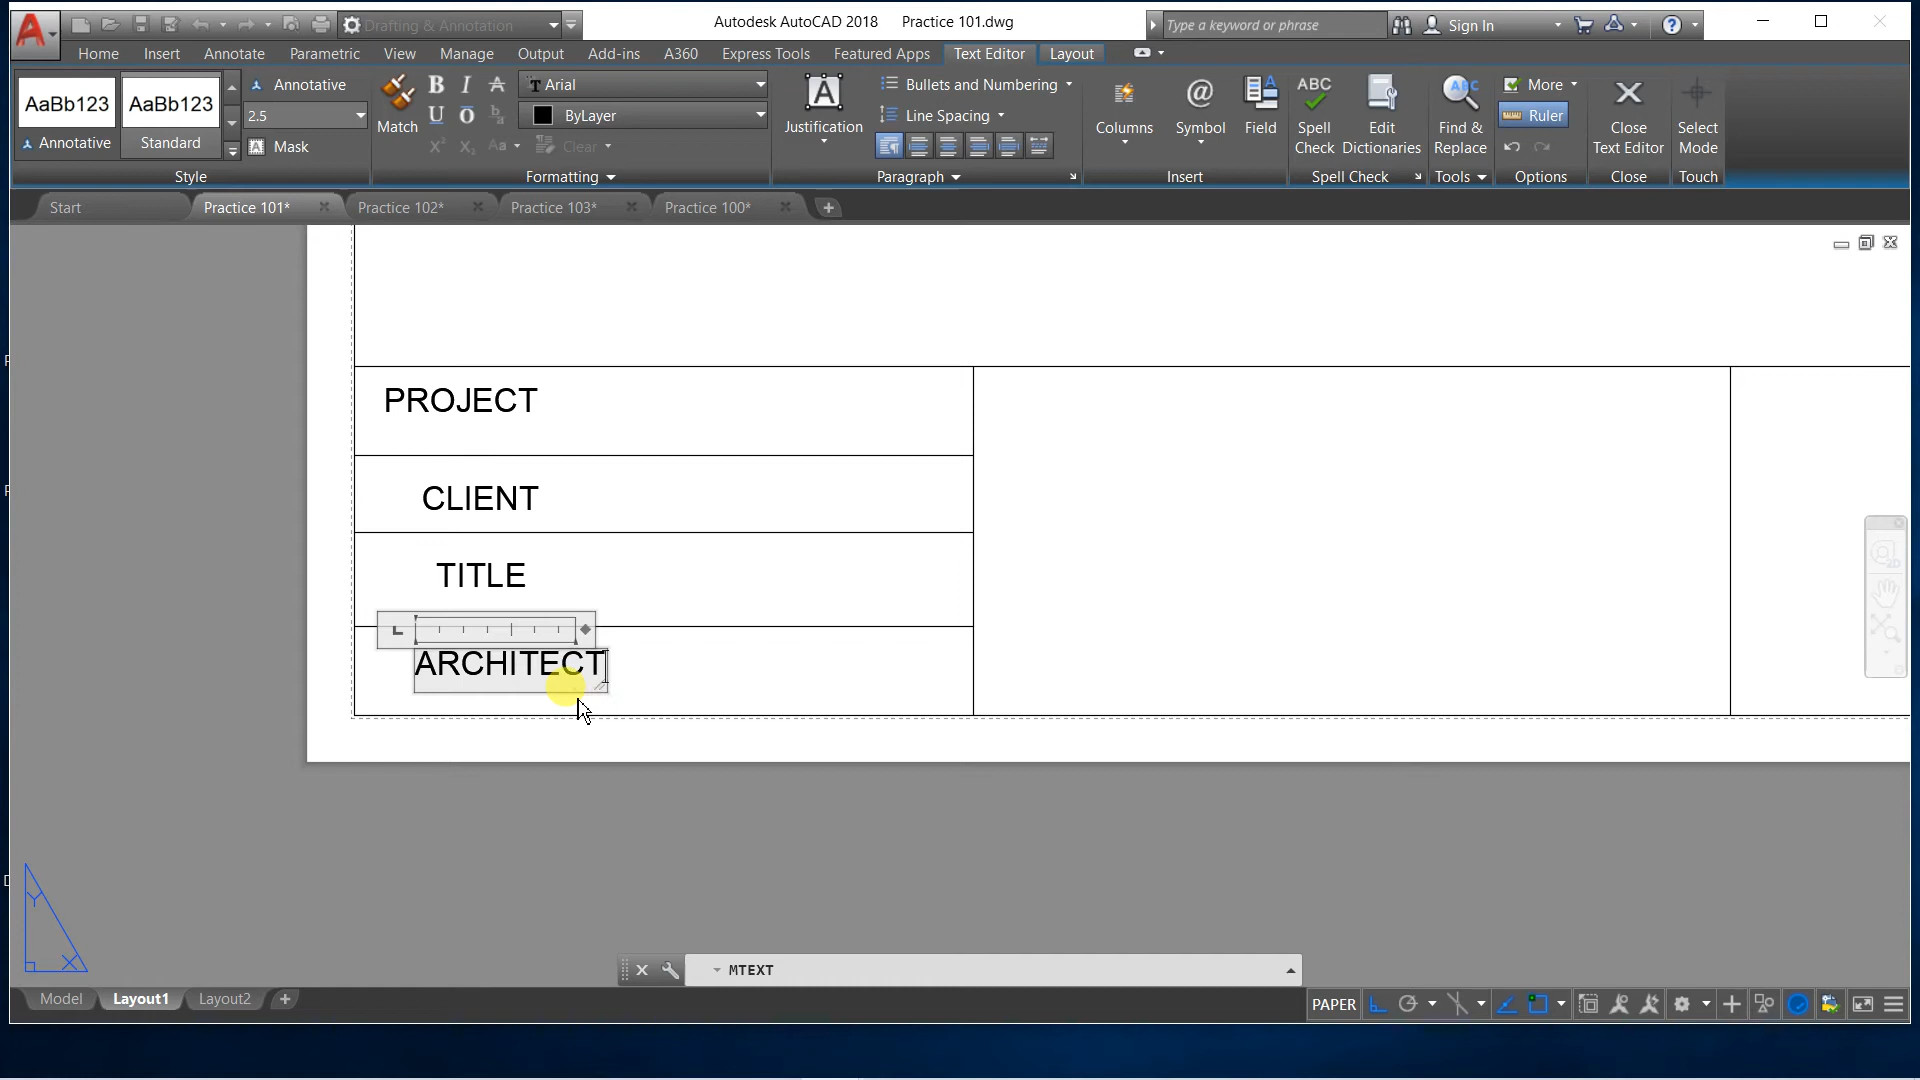 Drafting & Annotation
Autodesk AutoCAD 2018 Practice 101.dwg
Type a keyword or phrase
Sign In
Home Insert Annotate Parametric View Manage Output Add-ins A360 Express Tools Featured Apps Text Editor Layout
AaBb123 AaBb123
Annotative Standard
Annotative
2.5
Mask
Style
Match
Arial
ByLayer
Clear
Formatting
Justification
Bullets and Numbering
Line Spacing
Paragraph
Columns
Symbol
Field
Insert
ABC
Spell
Check
Edit
Dictionaries
Spell Check
Find &
Replace
Tools
More
Ruler
Options
Close
Text Editor
Close
Select
Mode
Touch
Start Practice 101* Practice 102* Practice 103* Practice 100*
PROJECT
CLIENT
TITLE
ARCHITECT
Y
X
MTEXT
Model Layout1 Layout2
PAPER